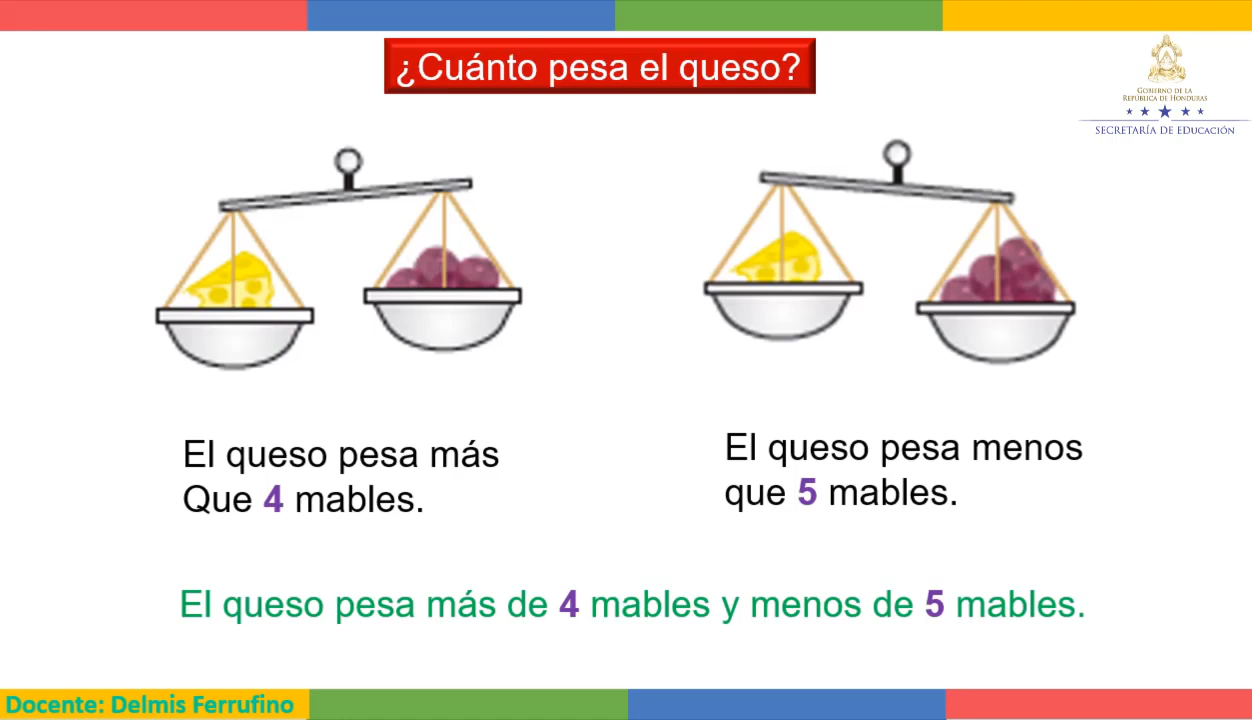 ¿Cuánto pesa el queso?
GOBIERNO DE LA
REPÚBLICA DE HONDURAS
SECRETARÍA DE EDUCACIÓN
El queso pesa más
Que 4 mables.
El queso pesa menos
que 5 mables.
El queso pesa más de 4 mables y menos de 5 mables.
Docente: Delmis Ferrufino